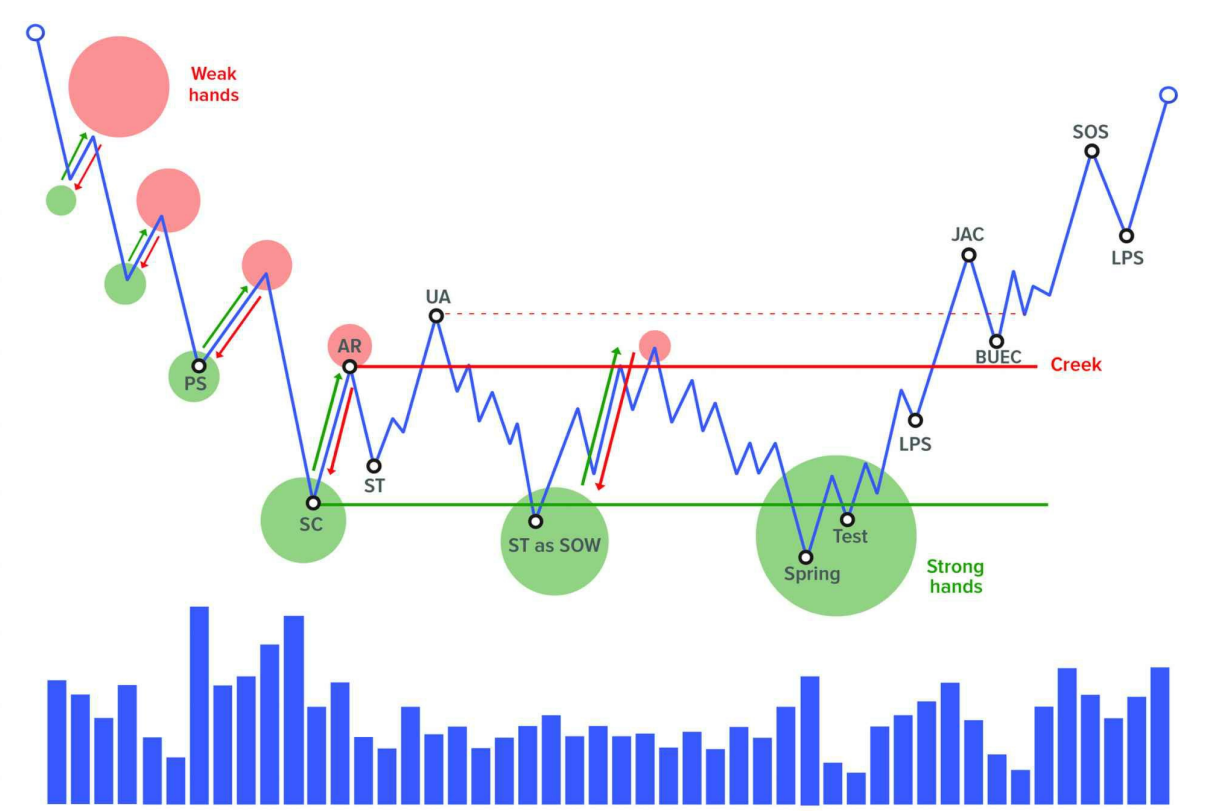 Weak
hands
SOS
JAC
LPS
UA
AR
BUEC
Creek
PS
LPS
ST
SC
Test
ST as SOW
Spring
Strong
hands